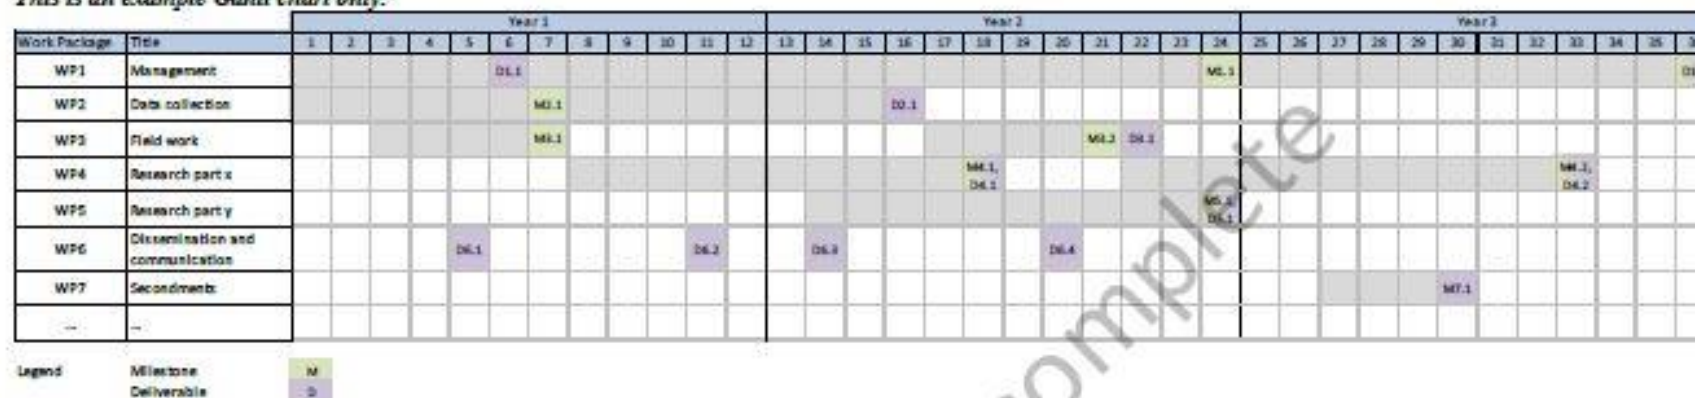 This is an example Gantt chart only.
Year 1 Year 2 Year 3
Work Package Title 1 2 3 4 5 6 7 8 9 10 11 12 13 14 15 16 17 18 19 20 21 22 23 24 25 26 27 28 29 30 31 32 33 34 35
WP1 Management D1.1 M1.1
WP2 Data collection M2.1 D2.1
WP3 Field work M3.1 M3.2 D3.1
WP4 Research part x M4.1, M4.2,
D4.1 D4.2
WP5 Research part y M5.1
D5.1
WP6 Dissemination and D6.1 D6.2 D6.3 D6.4
communication
WP7 Secondments M7.1
... ...
Legend Milestone M
Deliverable D
complete